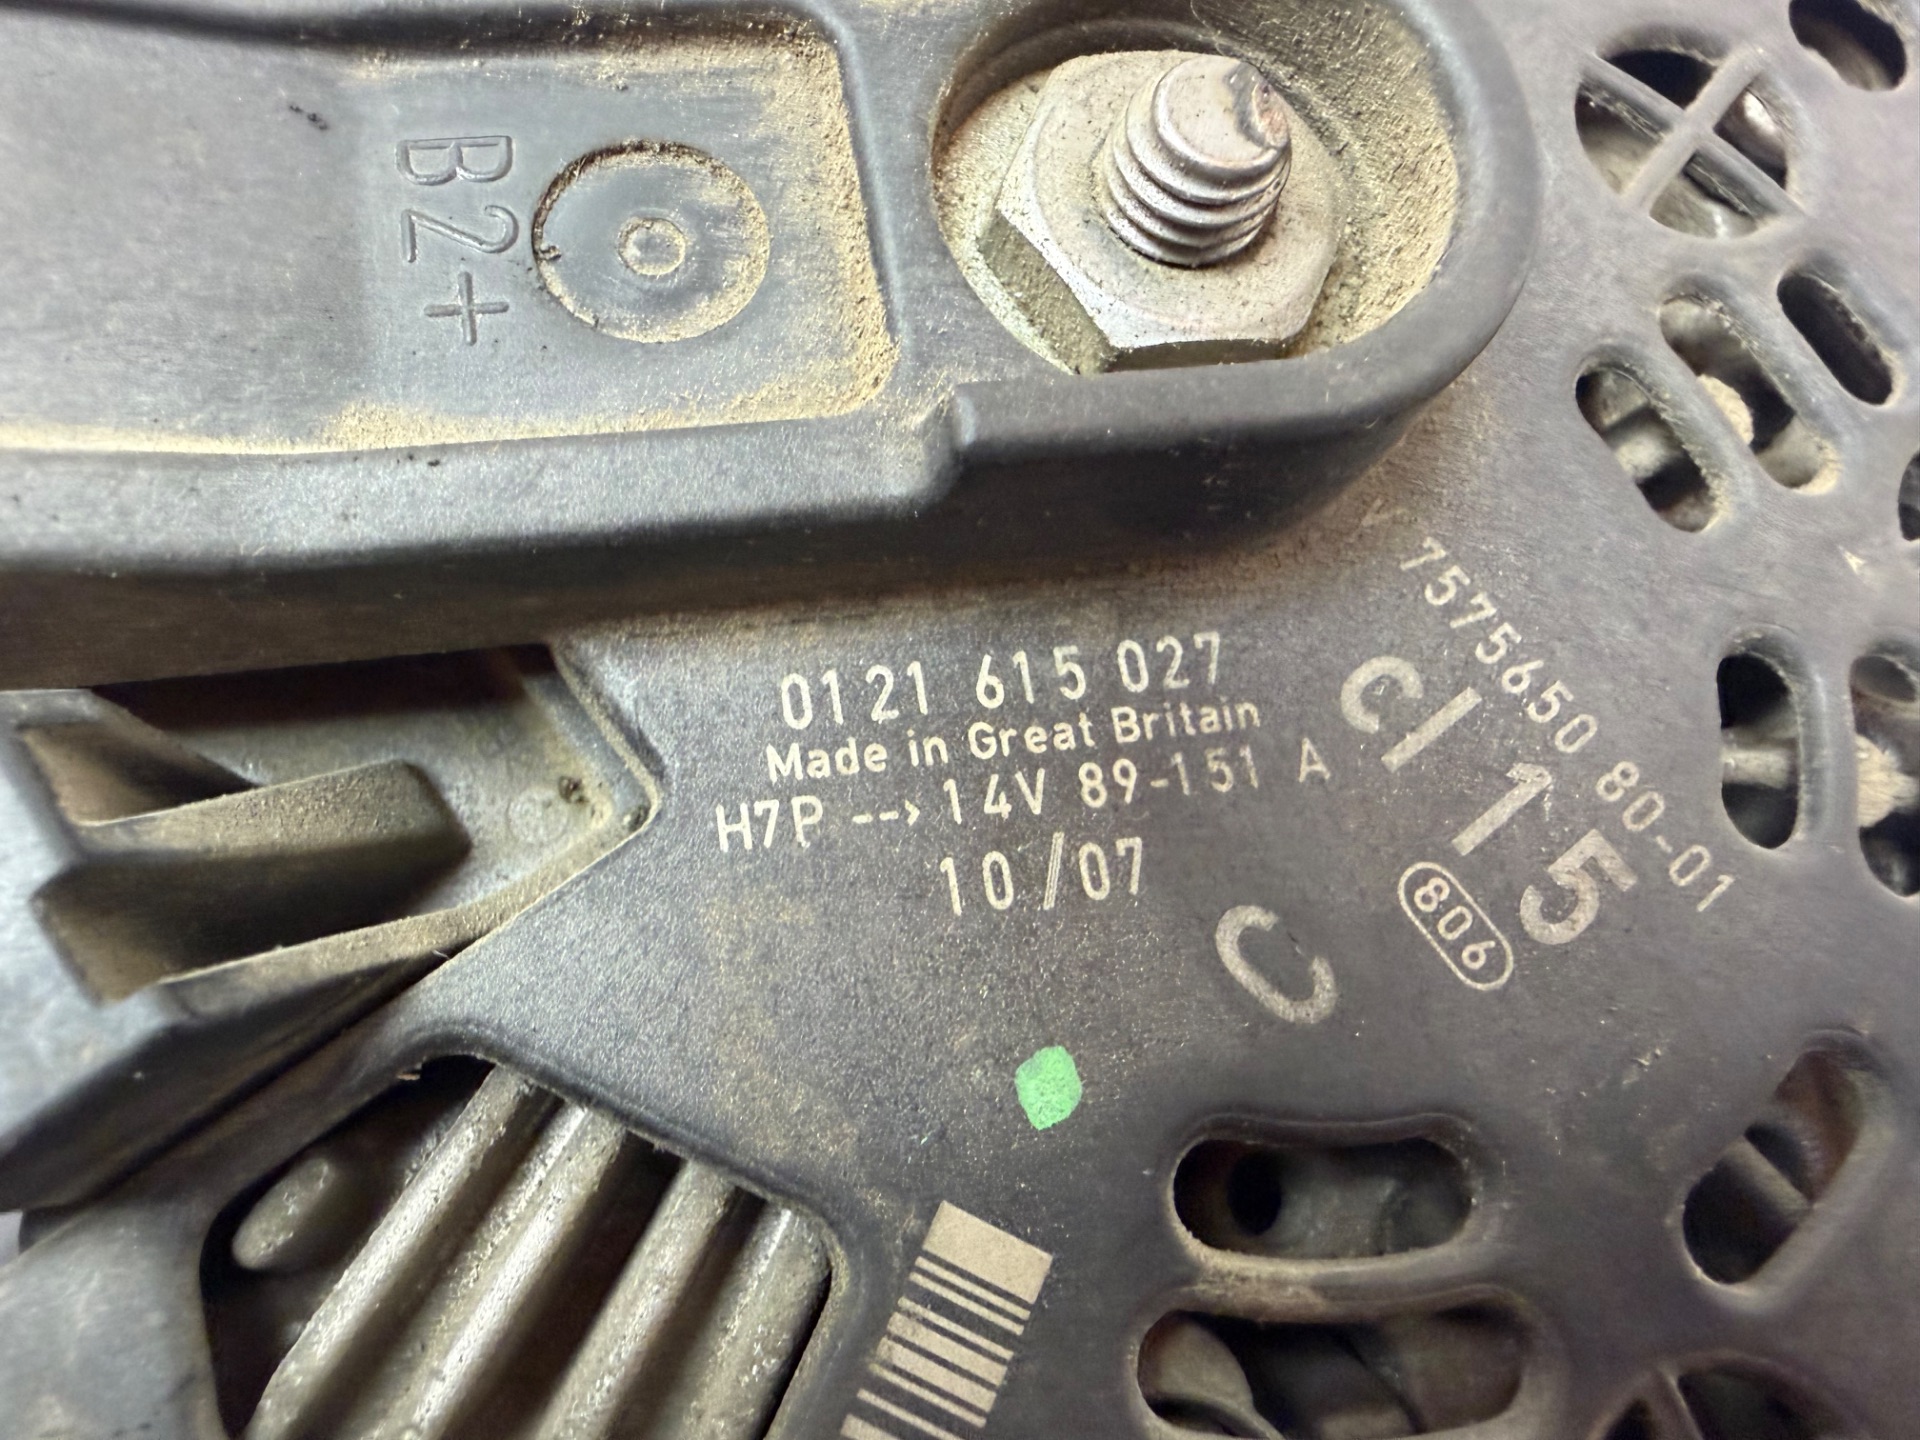 B2+
0121 615 027
Made in Great Britain
H7P --> 14V 89-151 A
10/07
7575650 80-01
C/15
806
C